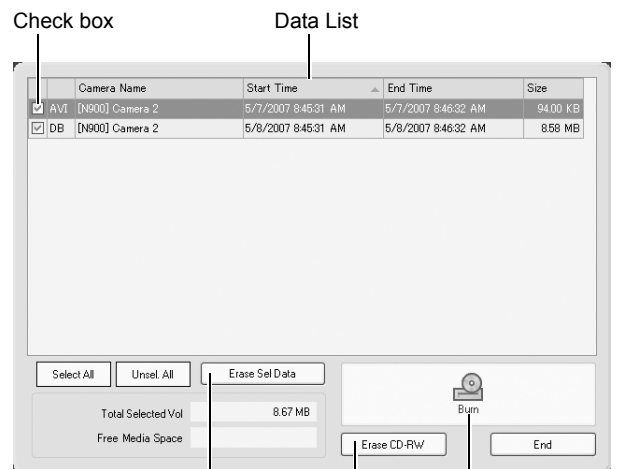 Check box Data List
Camera Name Start Time End Time Size
AVI [N900] Camera 2 5/7/2007 8:45:31 AM 5/7/2007 8:46:32 AM 94.00 KB
DB [N900] Camera 2 5/8/2007 8:45:31 AM 5/8/2007 8:46:32 AM 8.58 MB
Select All Unsel. All Erase Sel Data
Burn
Total Selected Vol 8.67 MB
Free Media Space
Erase CD-RW End